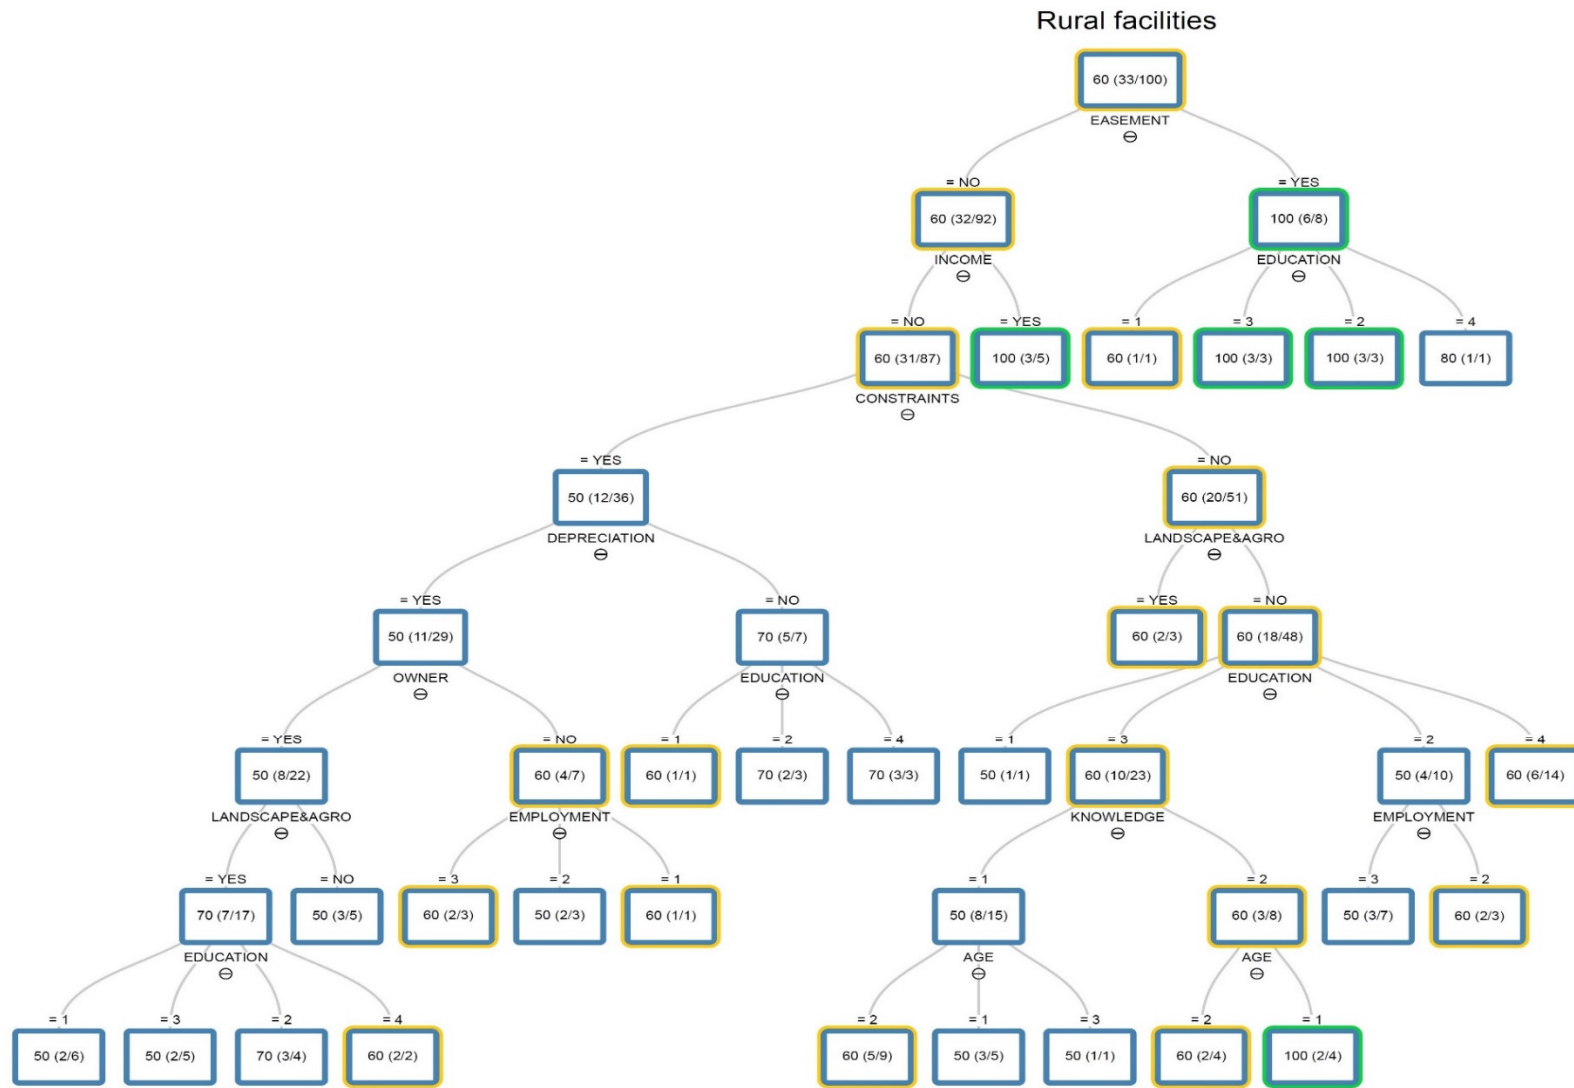 Rural facilities
60 (33/100)
EASEMENT
= NO
= YES
60 (32/92)
100 (6/8)
INCOME
EDUCATION
= NO
= YES
= 1
= 3
= 2
= 4
60 (31/87)
100 (3/5)
60 (1/1)
100 (3/3)
100 (3/3)
80 (1/1)
CONSTRAINTS
= YES
= NO
50 (12/36)
60 (20/51)
DEPRECIATION
LANDSCAPE&AGRO
= YES
= NO
= YES
= NO
50 (11/29)
70 (5/7)
60 (2/3)
60 (18/48)
OWNER
EDUCATION
EDUCATION
= YES
= NO
= 1
= 2
= 4
= 1
= 3
= 2
= 4
50 (8/22)
60 (4/7)
60 (1/1)
70 (2/3)
70 (3/3)
50 (1/1)
60 (10/23)
50 (4/10)
60 (6/14)
LANDSCAPE&AGRO
EMPLOYMENT
KNOWLEDGE
EMPLOYMENT
= YES
= NO
= 3
= 2
= 1
= 1
= 2
= 3
= 2
70 (7/17)
50 (3/5)
60 (2/3)
50 (2/3)
60 (1/1)
50 (8/15)
60 (3/8)
50 (3/7)
60 (2/3)
EDUCATION
AGE
AGE
= 1
= 3
= 2
= 4
= 2
= 1
= 3
= 2
= 1
50 (2/6)
50 (2/5)
70 (3/4)
60 (2/2)
60 (5/9)
50 (3/5)
50 (1/1)
60 (2/4)
100 (2/4)